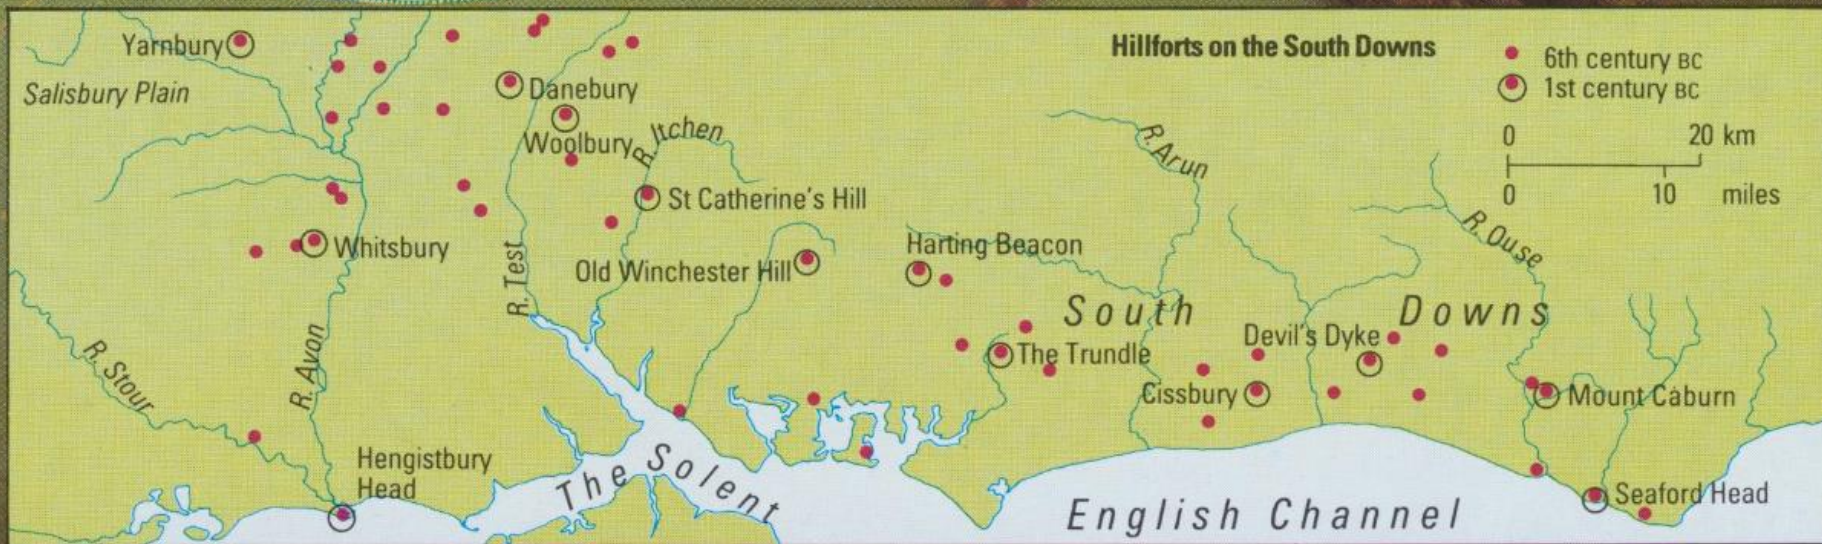 Hillforts on the South Downs
6th century BC
1st century BC
0 20 km
0 10 miles
Yarnbury
Salisbury Plain
Danebury
Woolbury
R. Itchen
R. Arun
St Catherine's Hill
Whitsbury
R. Test
Old Winchester Hill
Harting Beacon
R. Ouse
South Downs
R. Stour
R. Avon
The Trundle
Devil's Dyke
Cissbury
Mount Caburn
Hengistbury
Head
The Solent
English Channel
Seaford Head